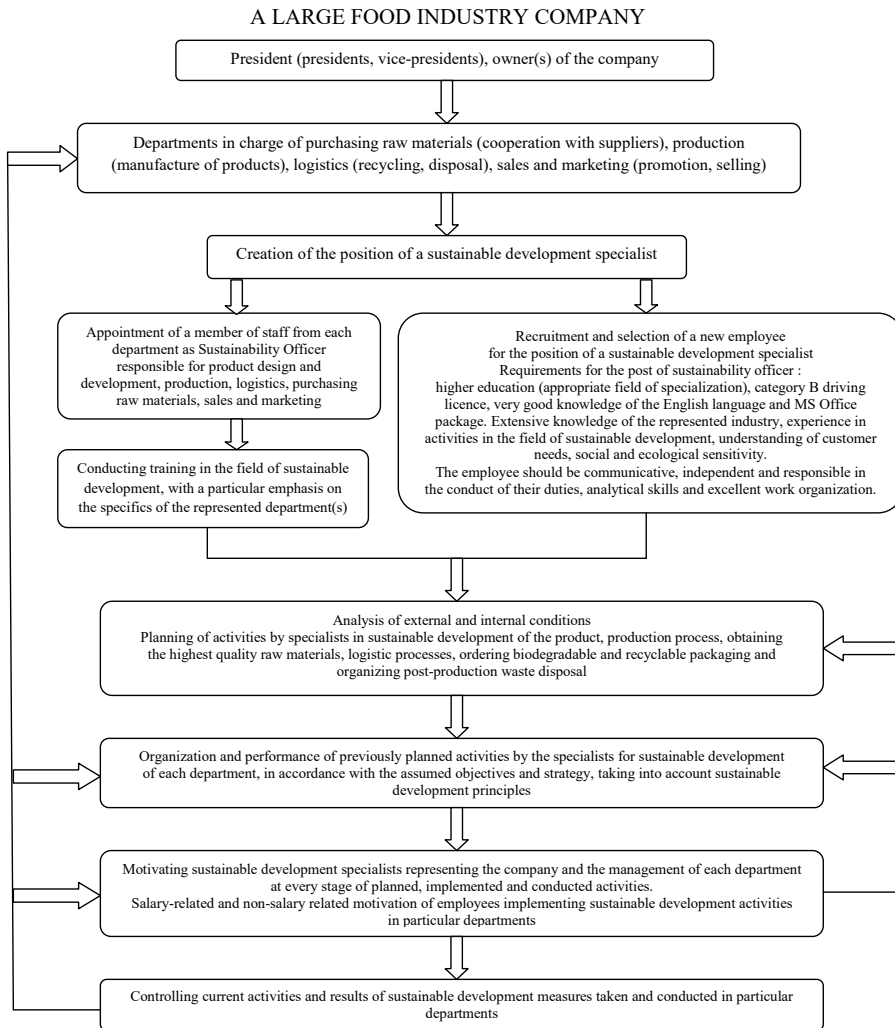 A LARGE FOOD INDUSTRY COMPANY
President (presidents, vice-presidents), owner(s) of the company
Departments in charge of purchasing raw materials (cooperation with suppliers), production
(manufacture of products), logistics (recycling, disposal), sales and marketing (promotion, selling)
Creation of the position of a sustainable development specialist
Appointment of a member of staff from each
department as Sustainability Officer
responsible for product design and
development, production, logistics, purchasing
raw materials, sales and marketing
Conducting training in the field of sustainable
development, with a particular emphasis on
the specifics of the represented department(s)
Recruitment and selection of a new employee
for the position of a sustainable development specialist
Requirements for the post of sustainability officer :
higher education (appropriate field of specialization), category B driving
licence, very good knowledge of the English language and MS Office
package. Extensive knowledge of the represented industry, experience in
activities in the field of sustainable development, understanding of customer
needs, social and ecological sensitivity.
The employee should be communicative, independent and responsible in
the conduct of their duties, analytical skills and excellent work organization.
Analysis of external and internal conditions
Planning of activities by specialists in sustainable development of the product, production process, obtaining
the highest quality raw materials, logistic processes, ordering biodegradable and recyclable packaging and
organizing post-production waste disposal
Organization and performance of previously planned activities by the specialists for sustainable development
of each department, in accordance with the assumed objectives and strategy, taking into account sustainable
development principles
Motivating sustainable development specialists representing the company and the management of each department
at every stage of planned, implemented and conducted activities.
Salary-related and non-salary related motivation of employees implementing sustainable development activities
in particular departments
Controlling current activities and results of sustainable development measures taken and conducted in particular
departments